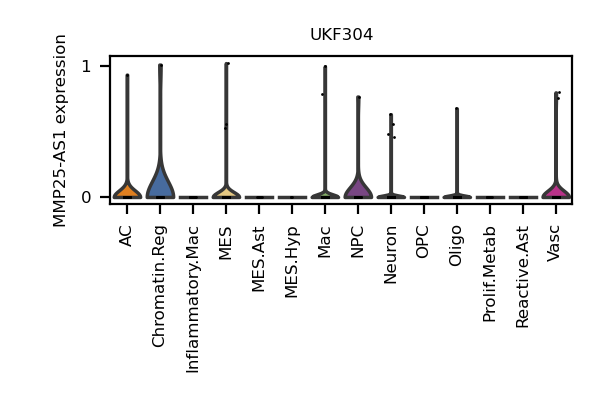 UKF304
MMP25-AS1 expression
1
0
AC
Chromatin.Reg
Inflammatory.Mac
MES
MES.Ast
MES.Hyp
Mac
NPC
Neuron
OPC
Oligo
Prolif.Metab
Reactive.Ast
Vasc